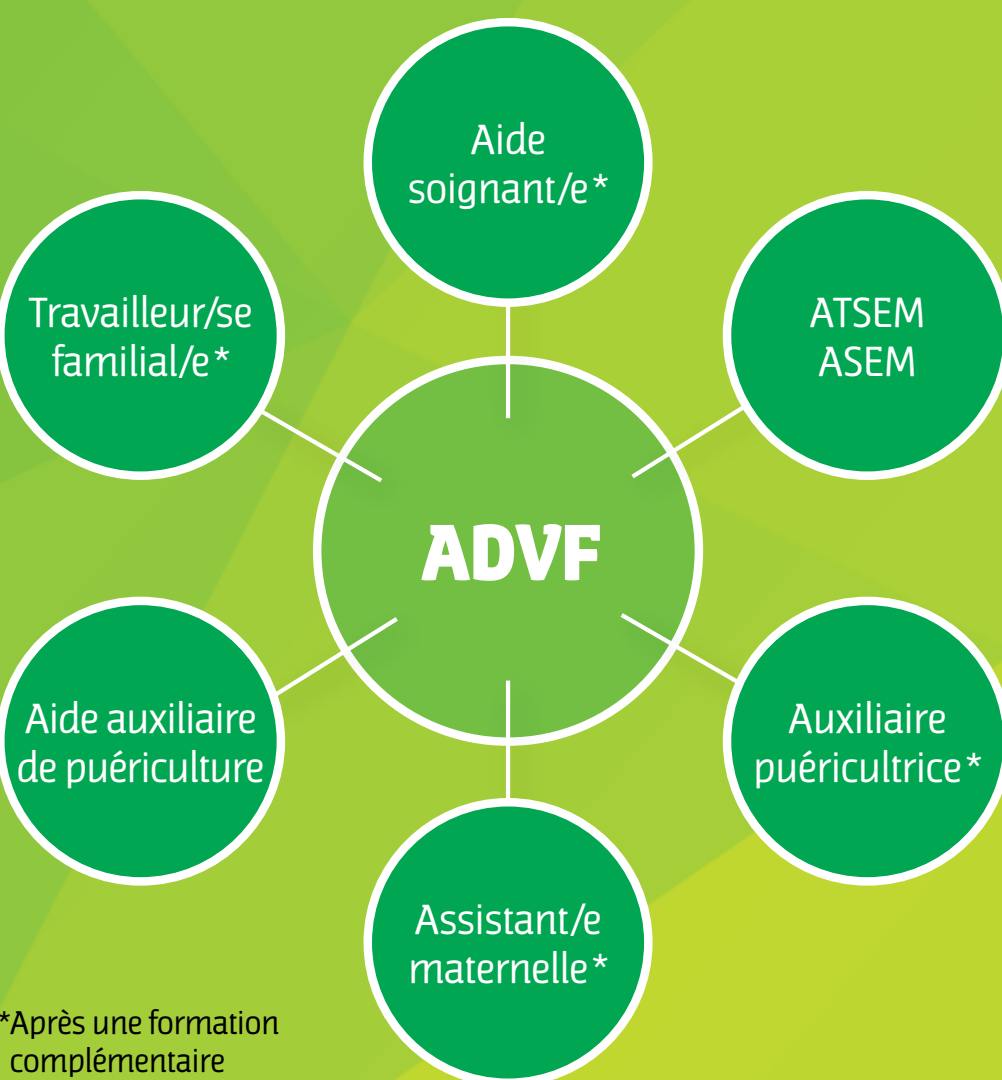 Aide
soignant/e*
Travailleur/se
familial/e*
ATSEM
ASEM
ADVF
Aide auxiliaire
de puériculture
Auxiliaire
puéricultrice*
Assistant/e
maternelle*
*Après une formation
complémentaire